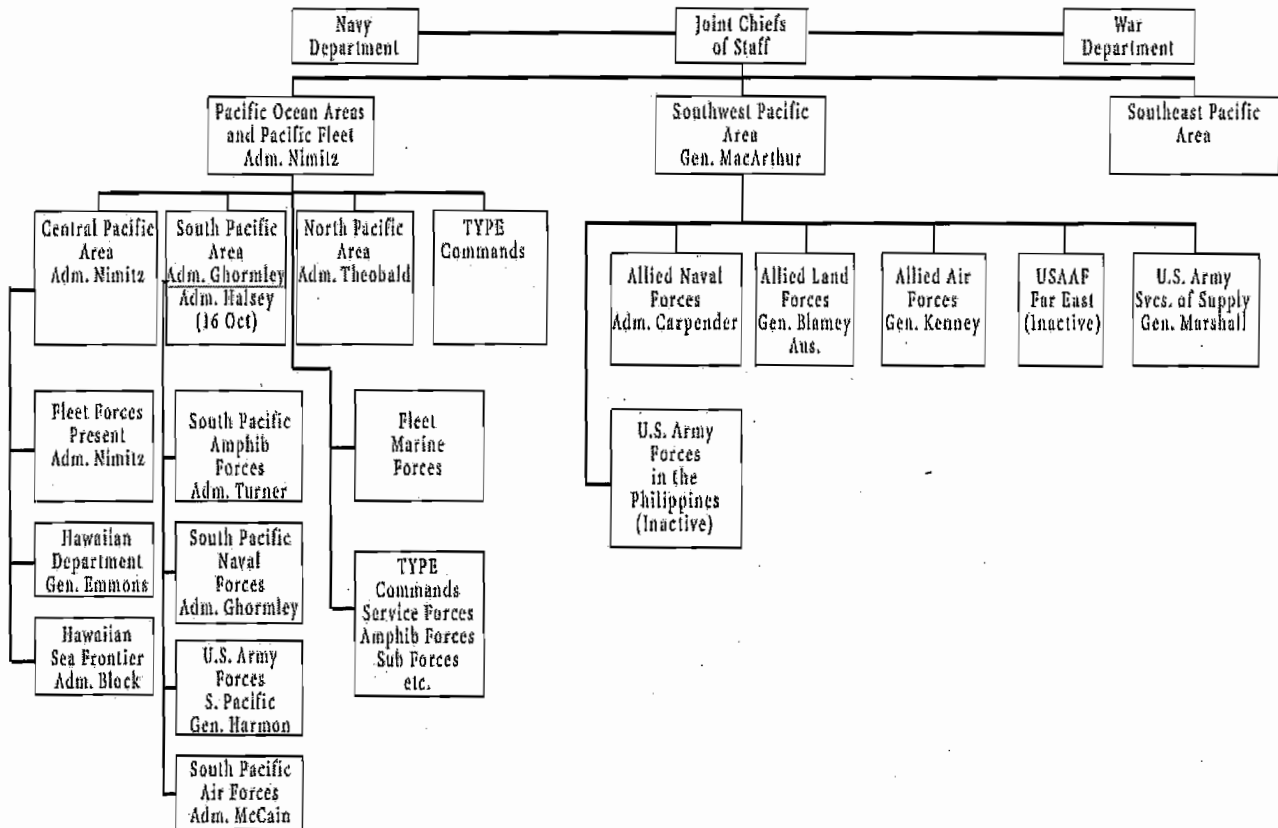 Navy
Department
Joint Chiefs
of Staff
War
Department
Pacific Ocean Areas
and Pacific Fleet
Adm. Nimitz
Southwest Pacific
Area
Gen. MacArthur
Southeast Pacific
Area
Central Pacific
Area
Adm. Nimitz
South Pacific
Area
Adm. Ghormley
Adm. Halsey
(16 Oct)
North Pacific
Area
Adm. Theobald
TYPE
Commands
Allied Naval
Forces
Adm. Carpender
Allied Land
Forces
Gen. Blamey
Aus.
Allied Air
Forces
Gen. Kenney
USAAF
Far East
(Inactive)
U.S. Army
Svcs. of Supply
Gen. Marshall
Fleet Forces
Present
Adm. Nimitz
South Pacific
Amphib
Forces
Adm. Turner
Fleet
Marine
Forces
U.S. Army
Forces
in the
Philippines
(Inactive)
Hawaiian
Department
Gen. Emmons
South Pacific
Naval
Forces
Adm. Ghormley
TYPE
Commands
Service Forces
Amphib Forces
Sub Forces
etc.
Hawaiian
Sea Frontier
Adm. Block
U.S. Army
Forces
S. Pacific
Gen. Harmon
South Pacific
Air Forces
Adm. McCain